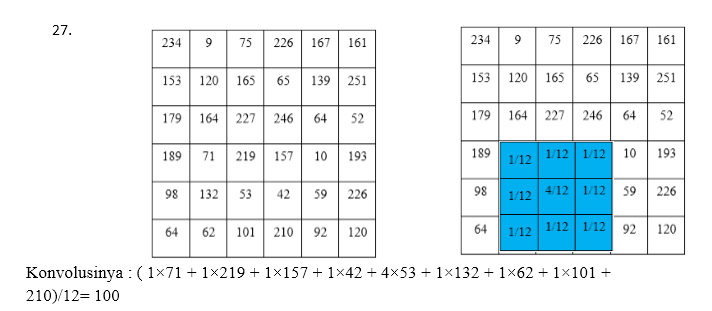 27.
234 9 75 226 167 161
153 120 165 65 139 251
179 164 227 246 64 52
189 71 219 157 10 193
98 132 53 42 59 226
64 62 101 210 92 120
234 9 75 226 167 161
153 120 165 65 139 251
179 164 227 246 64 52
189 1/12 1/12 1/12 10 193
98 1/12 4/12 1/12 59 226
64 1/12 1/12 1/12 92 120
Konvolusinya : ( 1×71 + 1×219 + 1×157 + 1×42 + 4×53 + 1×132 + 1×62 + 1×101 +
210)/12= 100